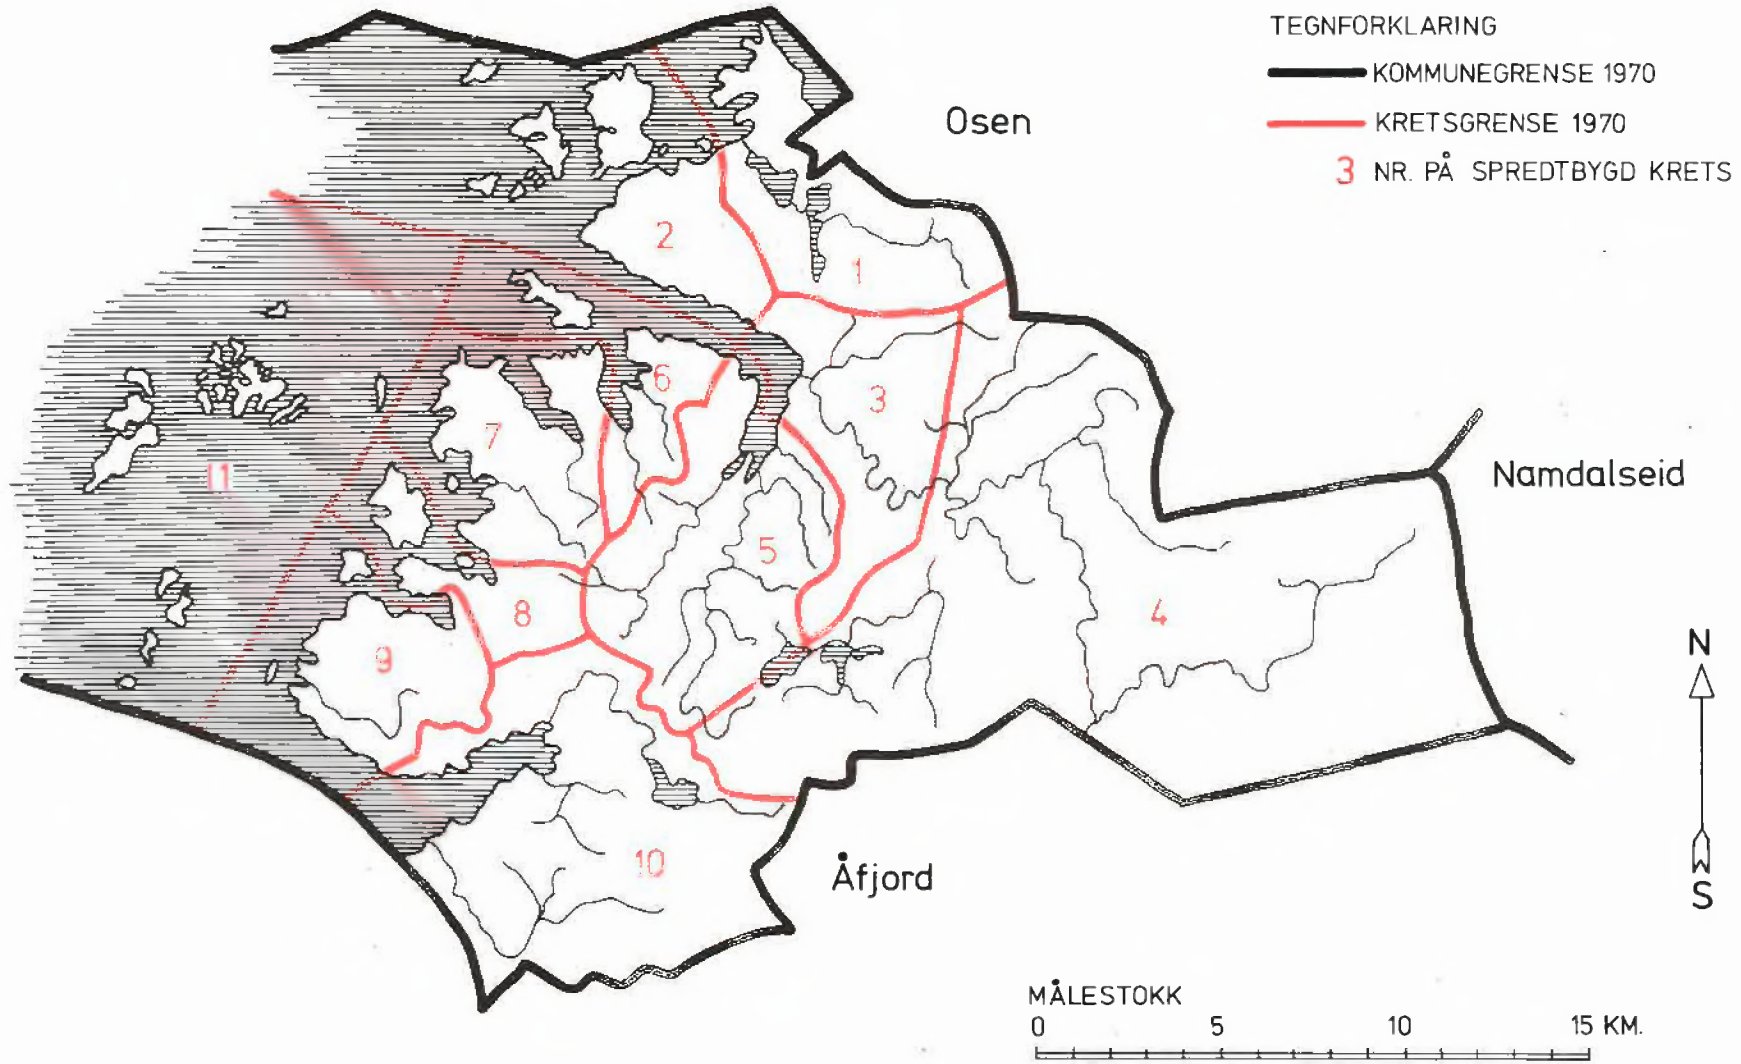 TEGNFORKLARING
KOMMUNEGRENSE 1970
KRETSGRENSE 1970
3 NR. PÅ SPREDTBYGD KRETS
Osen
2
1
6
3
7
Namdalseid
11
5
8
4
9
N
10
Åfjord
S
MÅLESTOKK
0 5 10 15 KM.